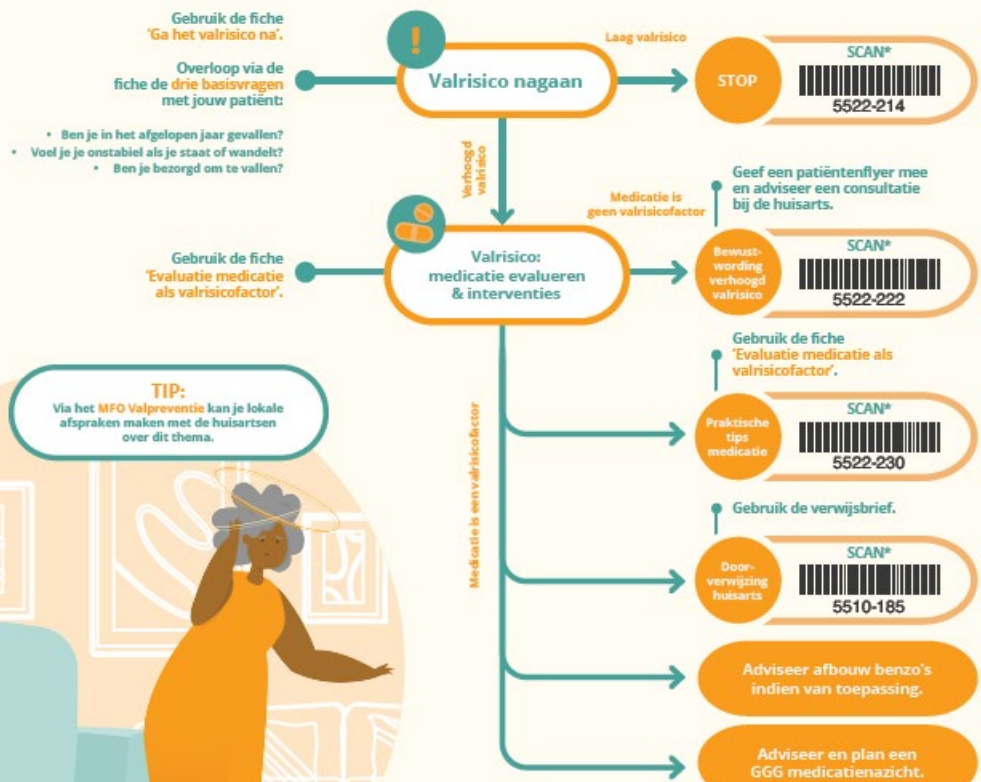 Gebruik de fiche
'Ga het valrisico na'.
Overloop via de
fiche de drie basisvragen
met jouw patiënt:
• Ben je in het afgelopen jaar gevallen?
• Voel je je onstabiel als je staat of wandelt?
• Ben je bezorgd om te vallen?
!
Valrisico nagaan
Laag valrisico
STOP
SCAN*
5522-214
Verhoogd
valrisico
Gebruik de fiche
'Evaluatie medicatie
als valrisicofactor'.
Valrisico:
medicatie evalueren
& interventies
Medicatie is
geen valrisicofactor
Geef een patiëntenflyer mee
en adviseer een consultatie
bij de huisarts.
Bewust-
wording
verhoogd
valrisico
SCAN*
5522-222
Medicatie is een valrisicofactor
Gebruik de fiche
'Evaluatie medicatie als
valrisicofactor'.
Praktische
tips
medicatie
SCAN*
5522-230
Gebruik de verwijsbrief.
Door-
verwijzing
huisarts
SCAN*
5510-185
Adviseer afbouw benzo's
indien van toepassing.
Adviseer en plan een
GGG medicatienazicht.
TIP:
Via het MFO Valpreventie kan je lokale
afspraken maken met de huisartsen
over dit thema.